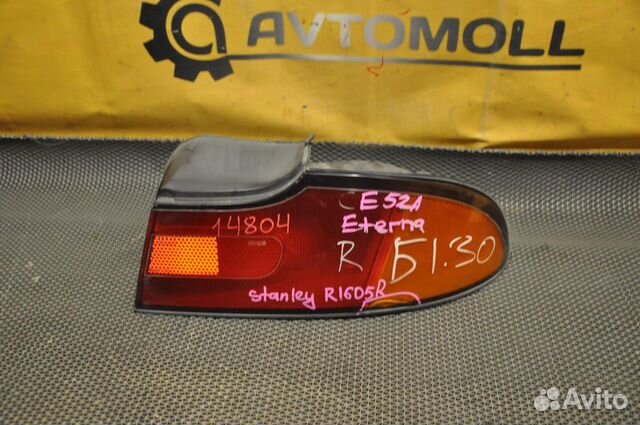 AVTOMOLL
E52A
14804
Eterna
R Б1.30
Stanley R1605R
Avito